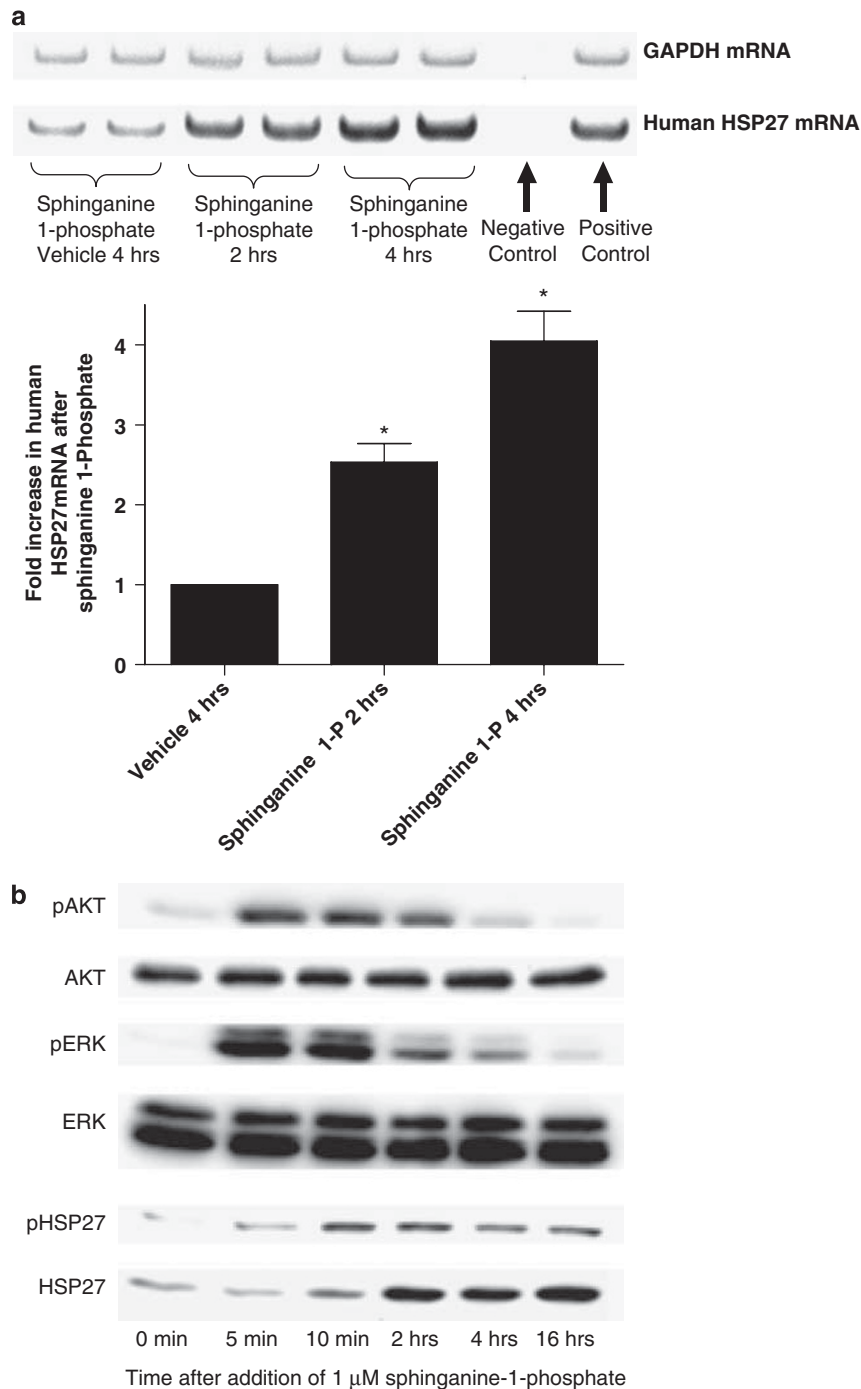 a
GAPDH mRNA
Human HSP27 mRNA
Sphinganine
1-phosphate
Vehicle 4 hrs
Sphinganine
1-phosphate
2 hrs
Sphinganine
1-phosphate
4 hrs
Negative
Control
Positive
Control
Fold increase in human
HSP27mRNA after
sphinganine 1-Phosphate
4
3
2
1
0
*
*
Vehicle 4 hrs
Sphinganine 1-P 2 hrs
Sphinganine 1-P 4 hrs
b
pAKT
AKT
pERK
ERK
pHSP27
HSP27
0 min 5 min 10 min 2 hrs 4 hrs 16 hrs
Time after addition of 1 μM sphinganine-1-phosphate